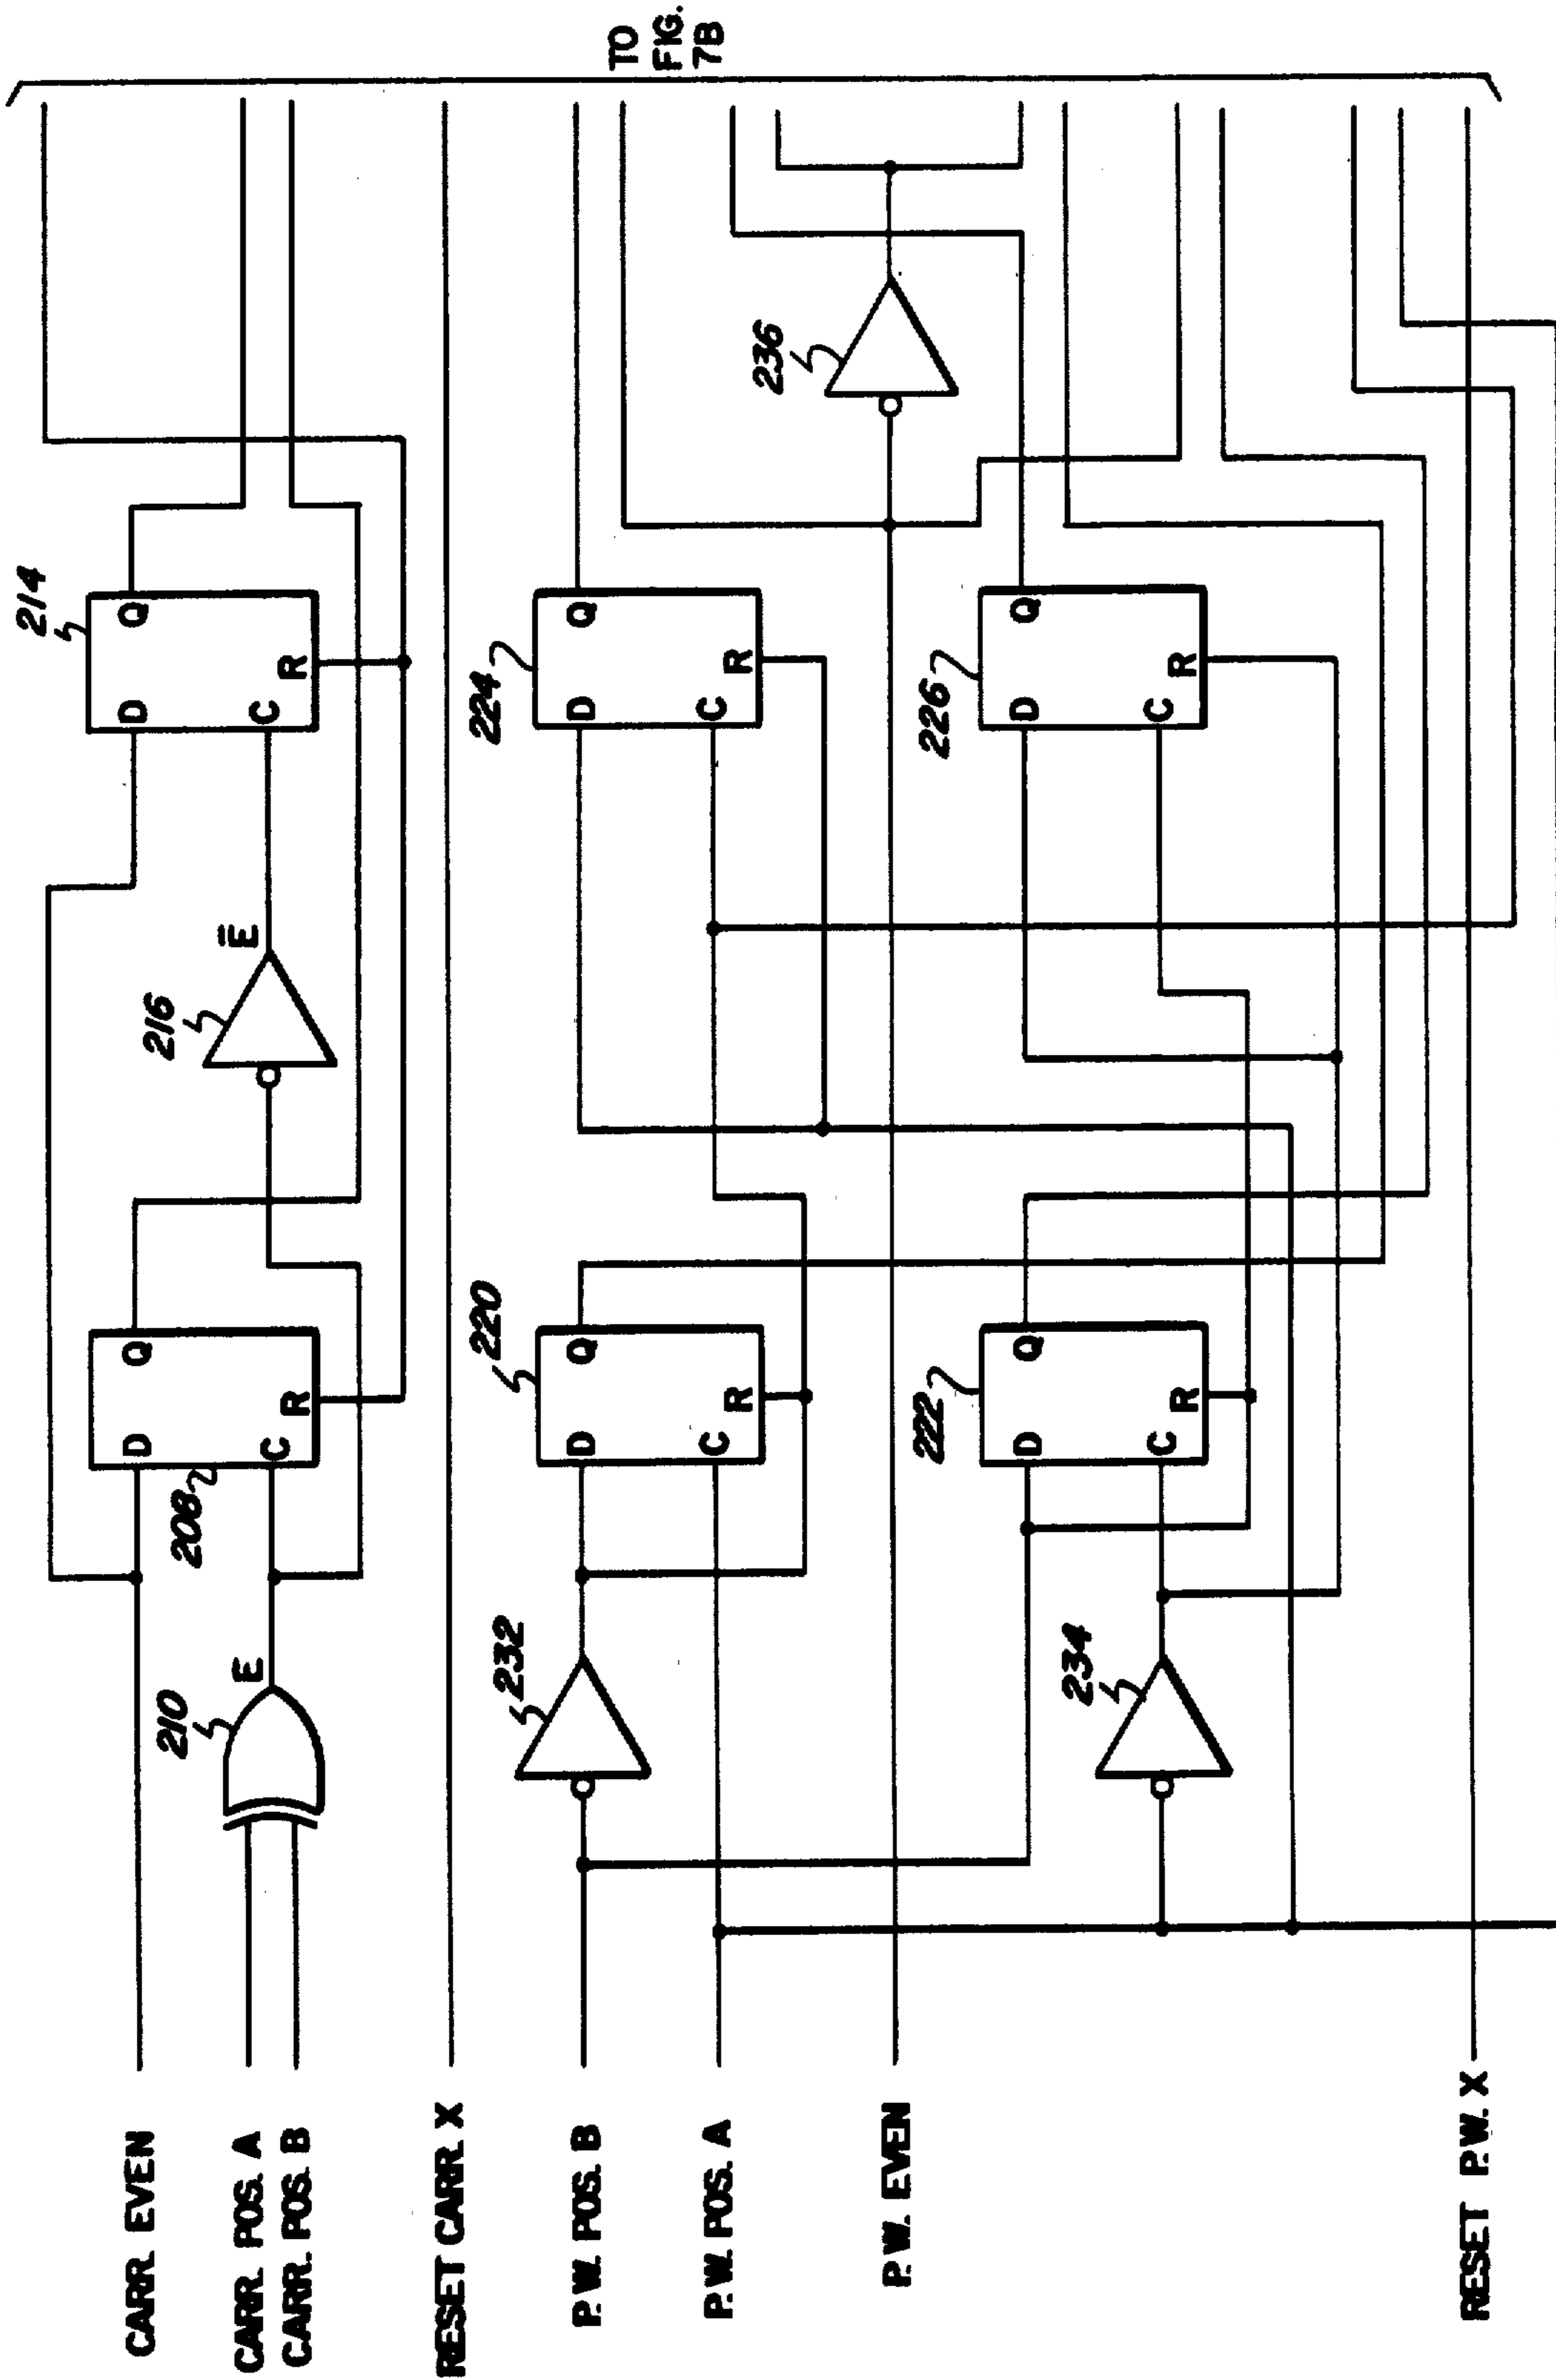 CARR. EVEN
CARR. POS. A
CARR. POS. B
RESET CARR. X
P.W. POS. B
P.W. POS. A
P.W. EVEN
RESET P.W. X
210
E
208
D
Q
C
R
216
E̅
214
D
Q
C
R
232
220
D
Q
C
R
224
D
Q
C
R
236
234
222
D
Q
C
R
226
D
Q
C
R
TO
FIG.
7B